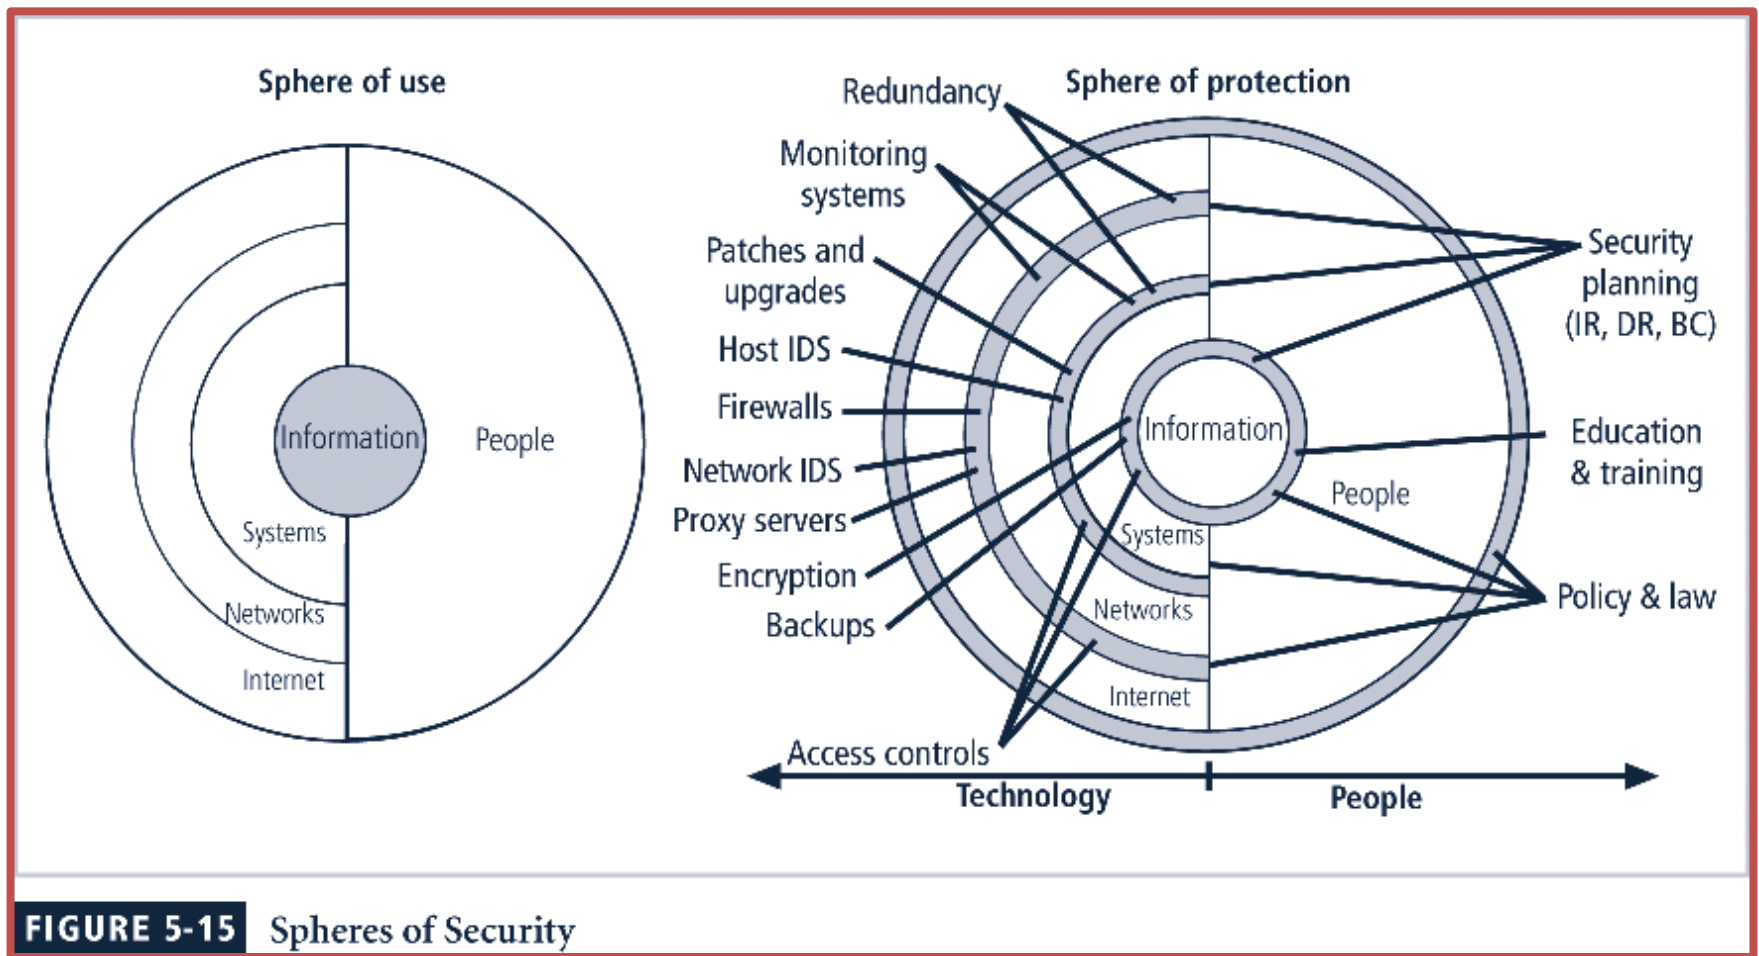 Sphere of use
Information
People
Systems
Networks
Internet
Sphere of protection
Redundancy
Monitoring
systems
Patches and
upgrades
Host IDS
Firewalls
Network IDS
Proxy servers
Encryption
Backups
Access controls
Information
People
Systems
Networks
Internet
Security
planning
(IR, DR, BC)
Education
& training
Policy & law
Technology
People
FIGURE 5-15 Spheres of Security